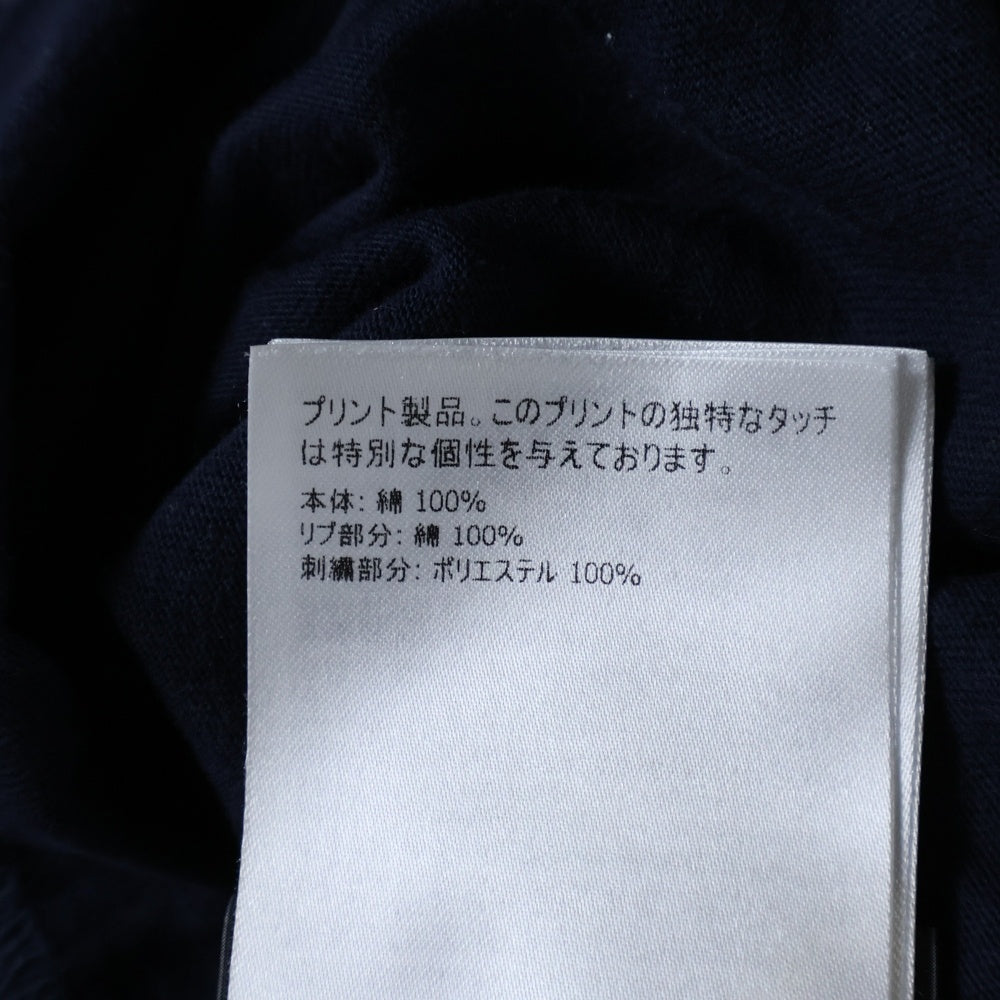 プリント製品。このプリントの独特なタッチ
は特別な個性を与えております。
本体: 綿 100%
リブ部分: 綿 100%
刺繍部分: ポリエステル 100%